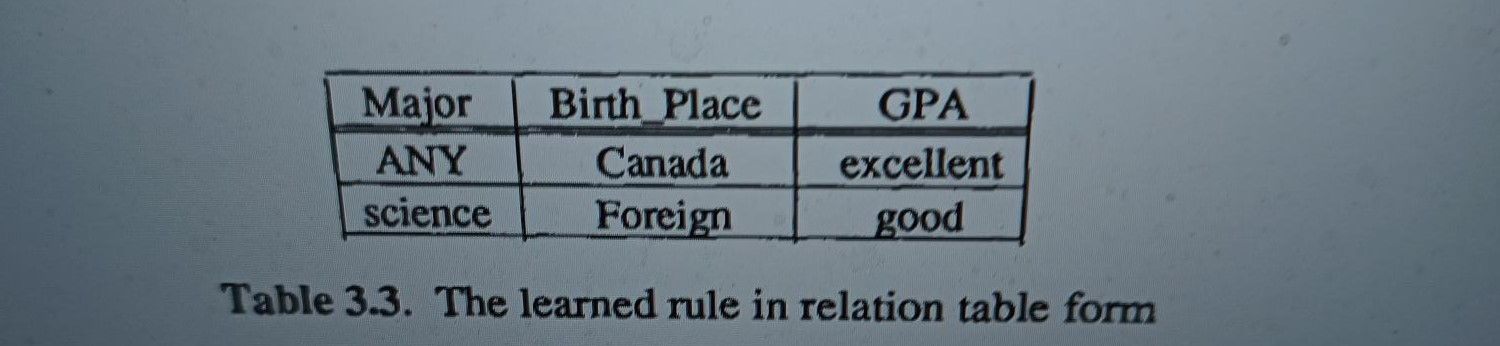 Major Birth_Place GPA
ANY Canada excellent
science Foreign good
Table 3.3. The learned rule in relation table form